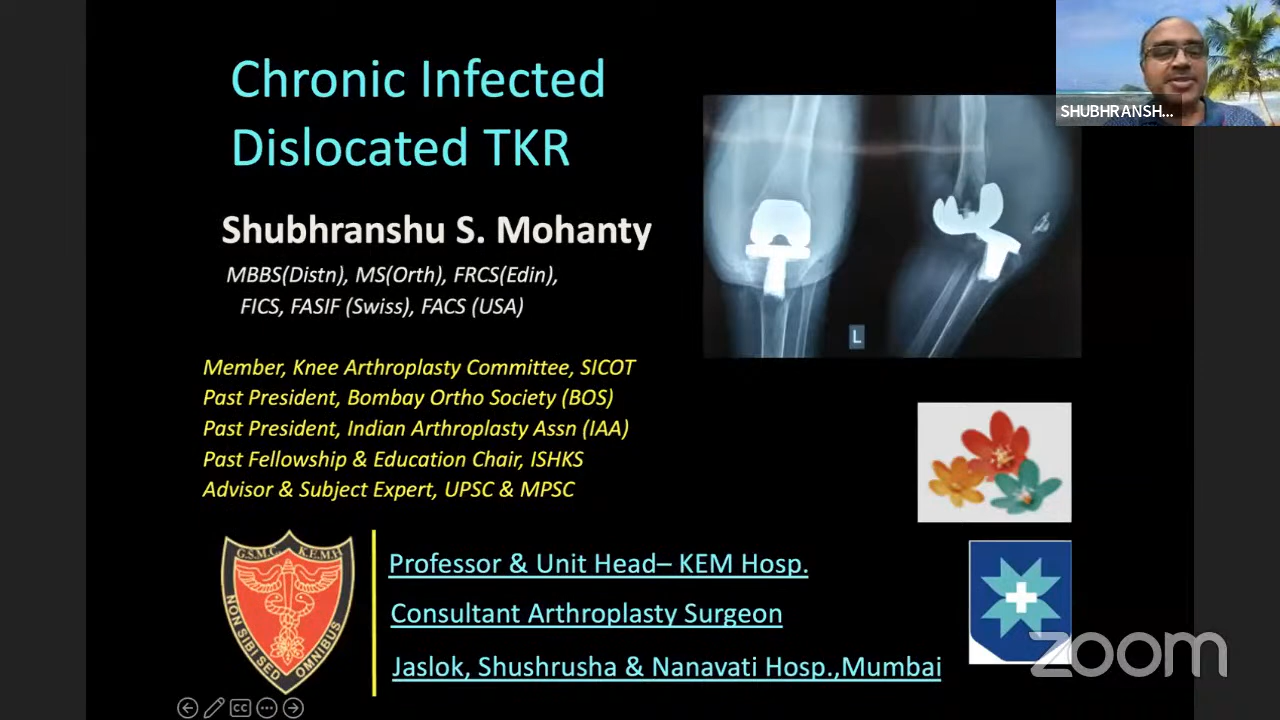 Chronic Infected
Dislocated TKR
SHUBHRANSH...
Shubhranshu S. Mohanty
MBBS(Distn), MS(Orth), FRCS(Edin),
FICS, FASIF (Swiss), FACS (USA)
L
Member, Knee Arthroplasty Committee, SICOT
Past President, Bombay Ortho Society (BOS)
Past President, Indian Arthroplasty Assn (IAA)
Past Fellowship & Education Chair, ISHKS
Advisor & Subject Expert, UPSC & MPSC
G.S.M.C. K.E.M.H.
NON SIBI SED OMNIBUS
Professor & Unit Head– KEM Hosp.
Consultant Arthroplasty Surgeon
Jaslok, Shushrusha & Nanavati Hosp.,Mumbai
zoom
CC